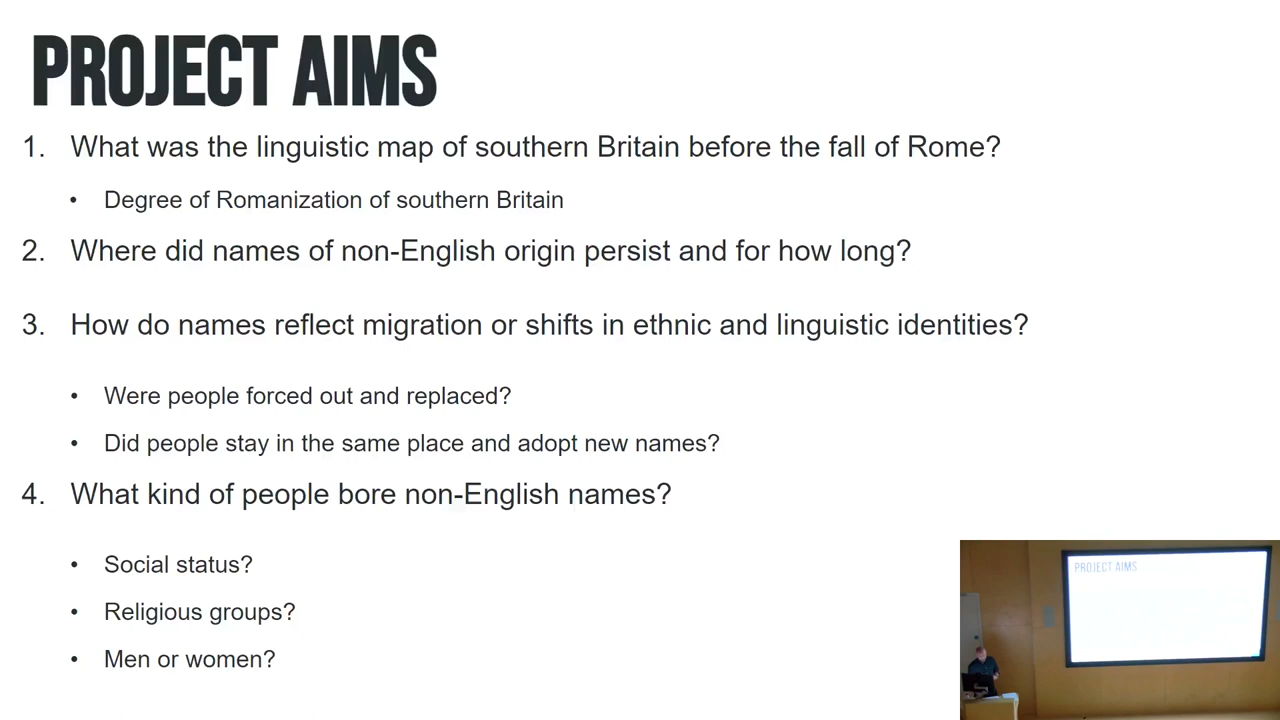 PROJECT AIMS
1. What was the linguistic map of southern Britain before the fall of Rome?
• Degree of Romanization of southern Britain
2. Where did names of non-English origin persist and for how long?
3. How do names reflect migration or shifts in ethnic and linguistic identities?
• Were people forced out and replaced?
• Did people stay in the same place and adopt new names?
4. What kind of people bore non-English names?
• Social status?
• Religious groups?
• Men or women?
PROJECT AIMS